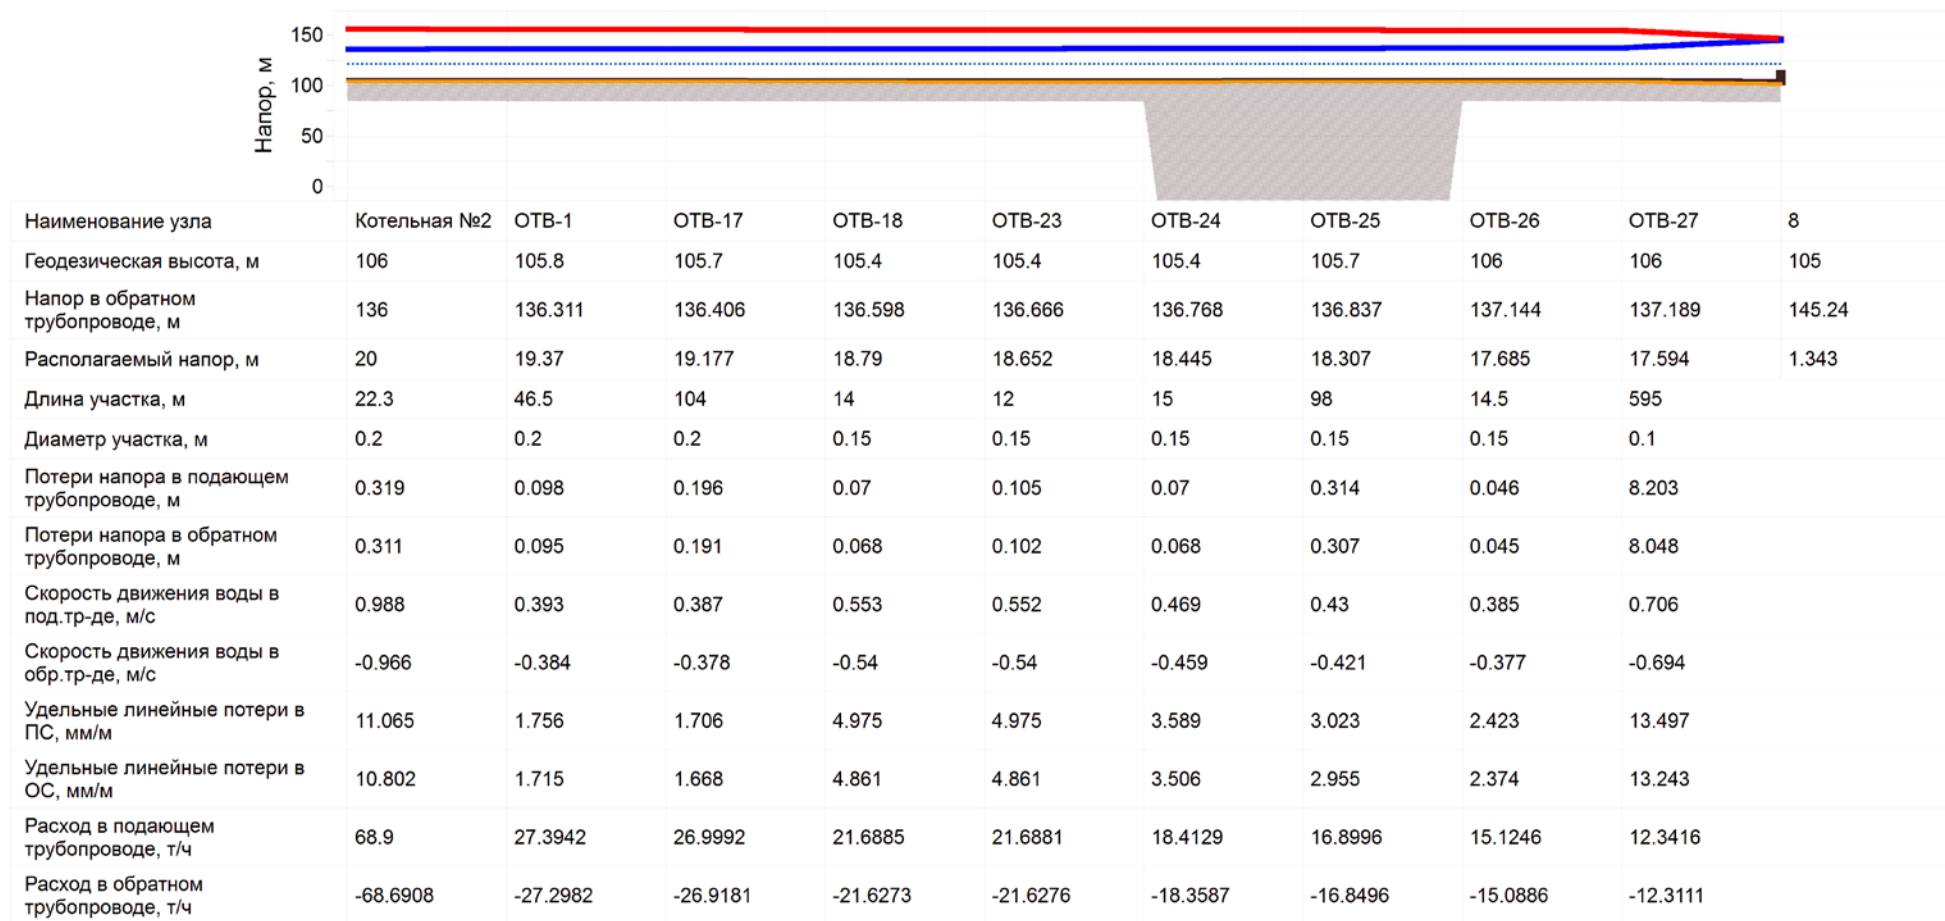 150
100
50
0
Напор, м
Наименование узла Котельная №2 ОТВ-1 ОТВ-17 ОТВ-18 ОТВ-23 ОТВ-24 ОТВ-25 ОТВ-26 ОТВ-27 8
Геодезическая высота, м 106 105.8 105.7 105.4 105.4 105.4 105.7 106 106 105
Напор в обратном
трубопроводе, м 136 136.311 136.406 136.598 136.666 136.768 136.837 137.144 137.189 145.24
Располагаемый напор, м 20 19.37 19.177 18.79 18.652 18.445 18.307 17.685 17.594 1.343
Длина участка, м 22.3 46.5 104 14 12 15 98 14.5 595
Диаметр участка, м 0.2 0.2 0.2 0.15 0.15 0.15 0.15 0.15 0.1
Потери напора в подающем
трубопроводе, м 0.319 0.098 0.196 0.07 0.105 0.07 0.314 0.046 8.203
Потери напора в обратном
трубопроводе, м 0.311 0.095 0.191 0.068 0.102 0.068 0.307 0.045 8.048
Скорость движения воды в
под.тр-де, м/с 0.988 0.393 0.387 0.553 0.552 0.469 0.43 0.385 0.706
Скорость движения воды в
обр.тр-де, м/с -0.966 -0.384 -0.378 -0.54 -0.54 -0.459 -0.421 -0.377 -0.694
Удельные линейные потери в
ПС, мм/м 11.065 1.756 1.706 4.975 4.975 3.589 3.023 2.423 13.497
Удельные линейные потери в
ОС, мм/м 10.802 1.715 1.668 4.861 4.861 3.506 2.955 2.374 13.243
Расход в подающем
трубопроводе, т/ч 68.9 27.3942 26.9992 21.6885 21.6881 18.4129 16.8996 15.1246 12.3416
Расход в обратном
трубопроводе, т/ч -68.6908 -27.2982 -26.9181 -21.6273 -21.6276 -18.3587 -16.8496 -15.0886 -12.3111